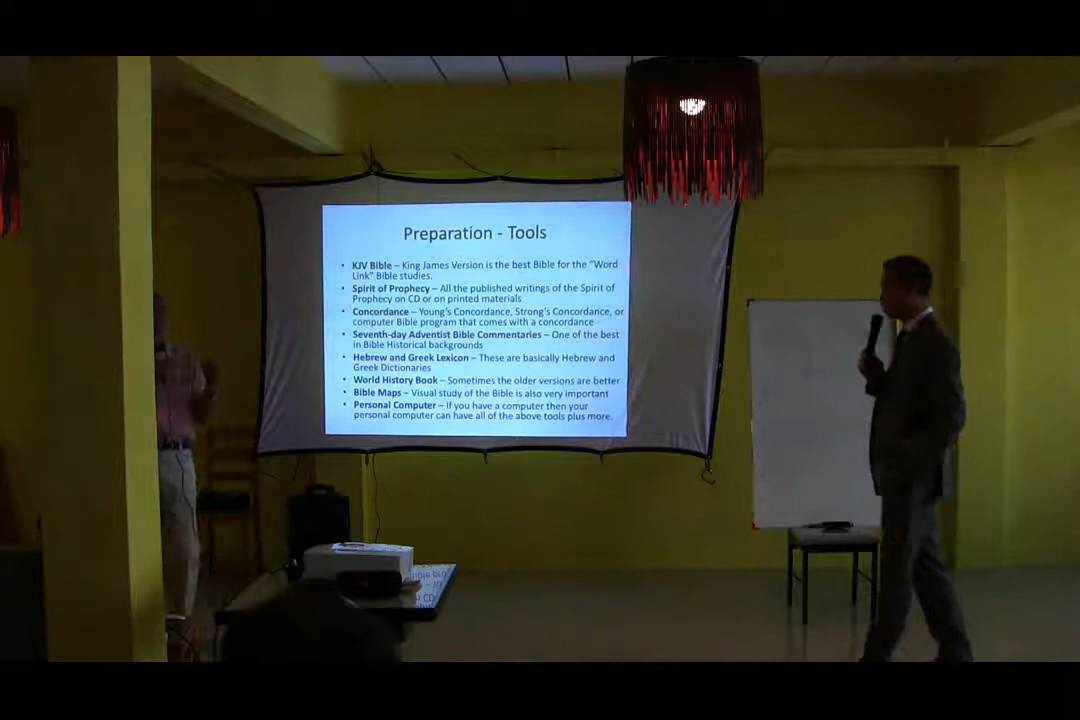 Preparation - Tools
• KJV Bible – King James Version is the best Bible for the "Word
Link" Bible studies.
• Spirit of Prophecy – All the published writings of the Spirit of
Prophecy on CD or on printed materials
• Concordance – Young's Concordance, Strong's Concordance, or
computer Bible program that comes with a concordance
• Seventh-day Adventist Bible Commentaries – One of the best
in Bible Historical backgrounds
• Hebrew and Greek Lexicon – These are basically Hebrew and
Greek Dictionaries
• World History Book – Sometimes the older versions are better
• Bible Maps – Visual study of the Bible is also very important
• Personal Computer – If you have a computer then your
personal computer can have all of the above tools plus more.